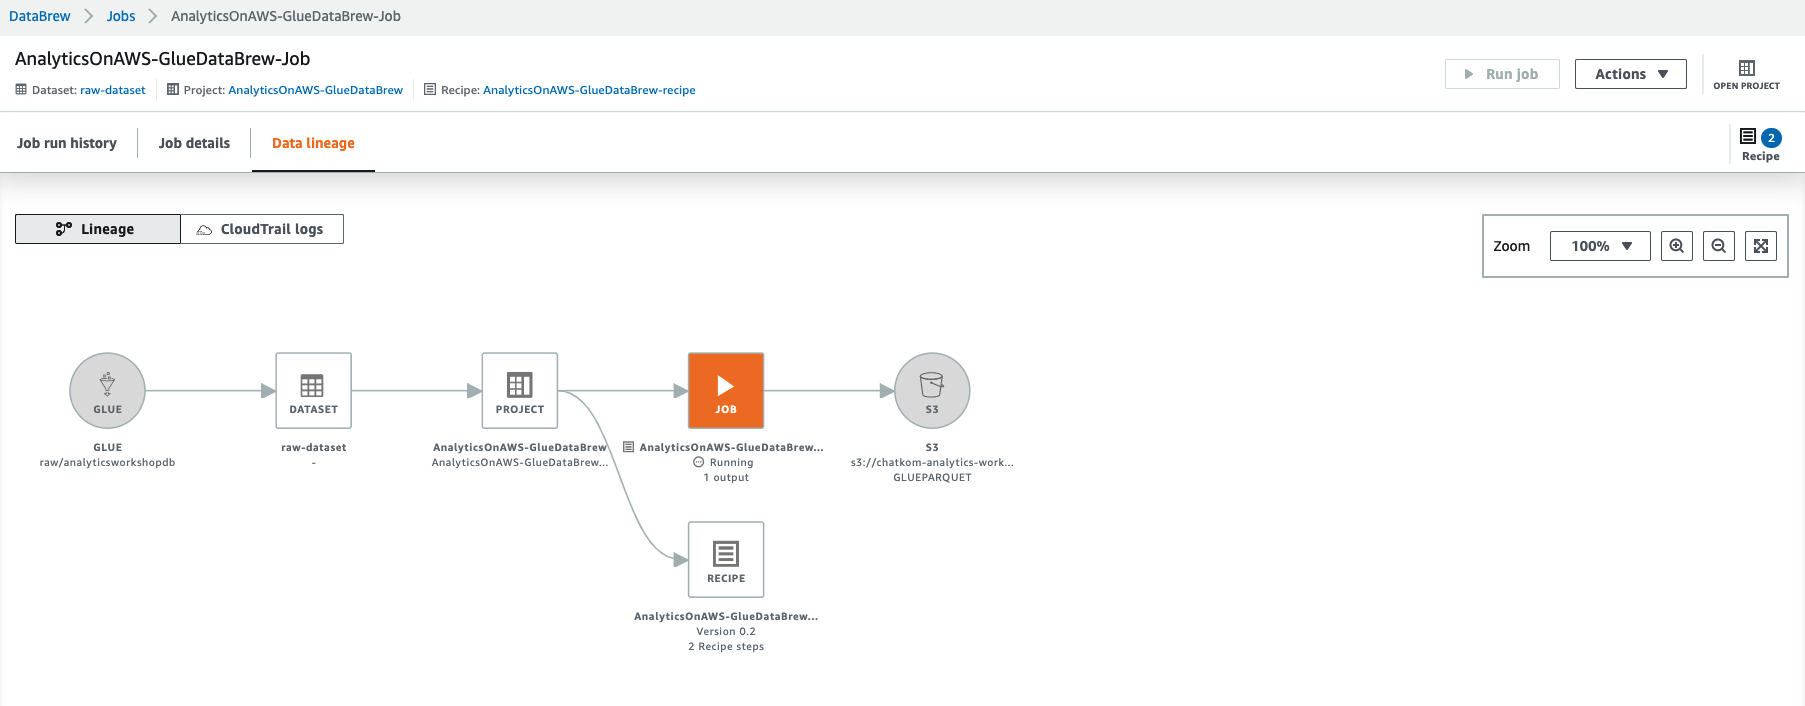 DataBrew > Jobs > AnalyticsOnAWS-GlueDataBrew-Job
AnalyticsOnAWS-GlueDataBrew-Job
Dataset: raw-dataset Project: AnalyticsOnAWS-GlueDataBrew Recipe: AnalyticsOnAWS-GlueDataBrew-recipe
Run job Actions OPEN PROJECT
Job run history Job details Data lineage
2
Recipe
Lineage CloudTrail logs
Zoom 100%
GLUE DATASET PROJECT JOB S3
GLUE raw-dataset AnalyticsOnAWS-GlueDataBrew AnalyticsOnAWS-GlueDataBrew... S3
raw/analyticsworkshopdb - AnalyticsOnAWS-GlueDataBrew... Running s3://chatkom-analytics-work...
1 output GLUEPARQUET
RECIPE
AnalyticsOnAWS-GlueDataBrew...
Version 0.2
2 Recipe steps